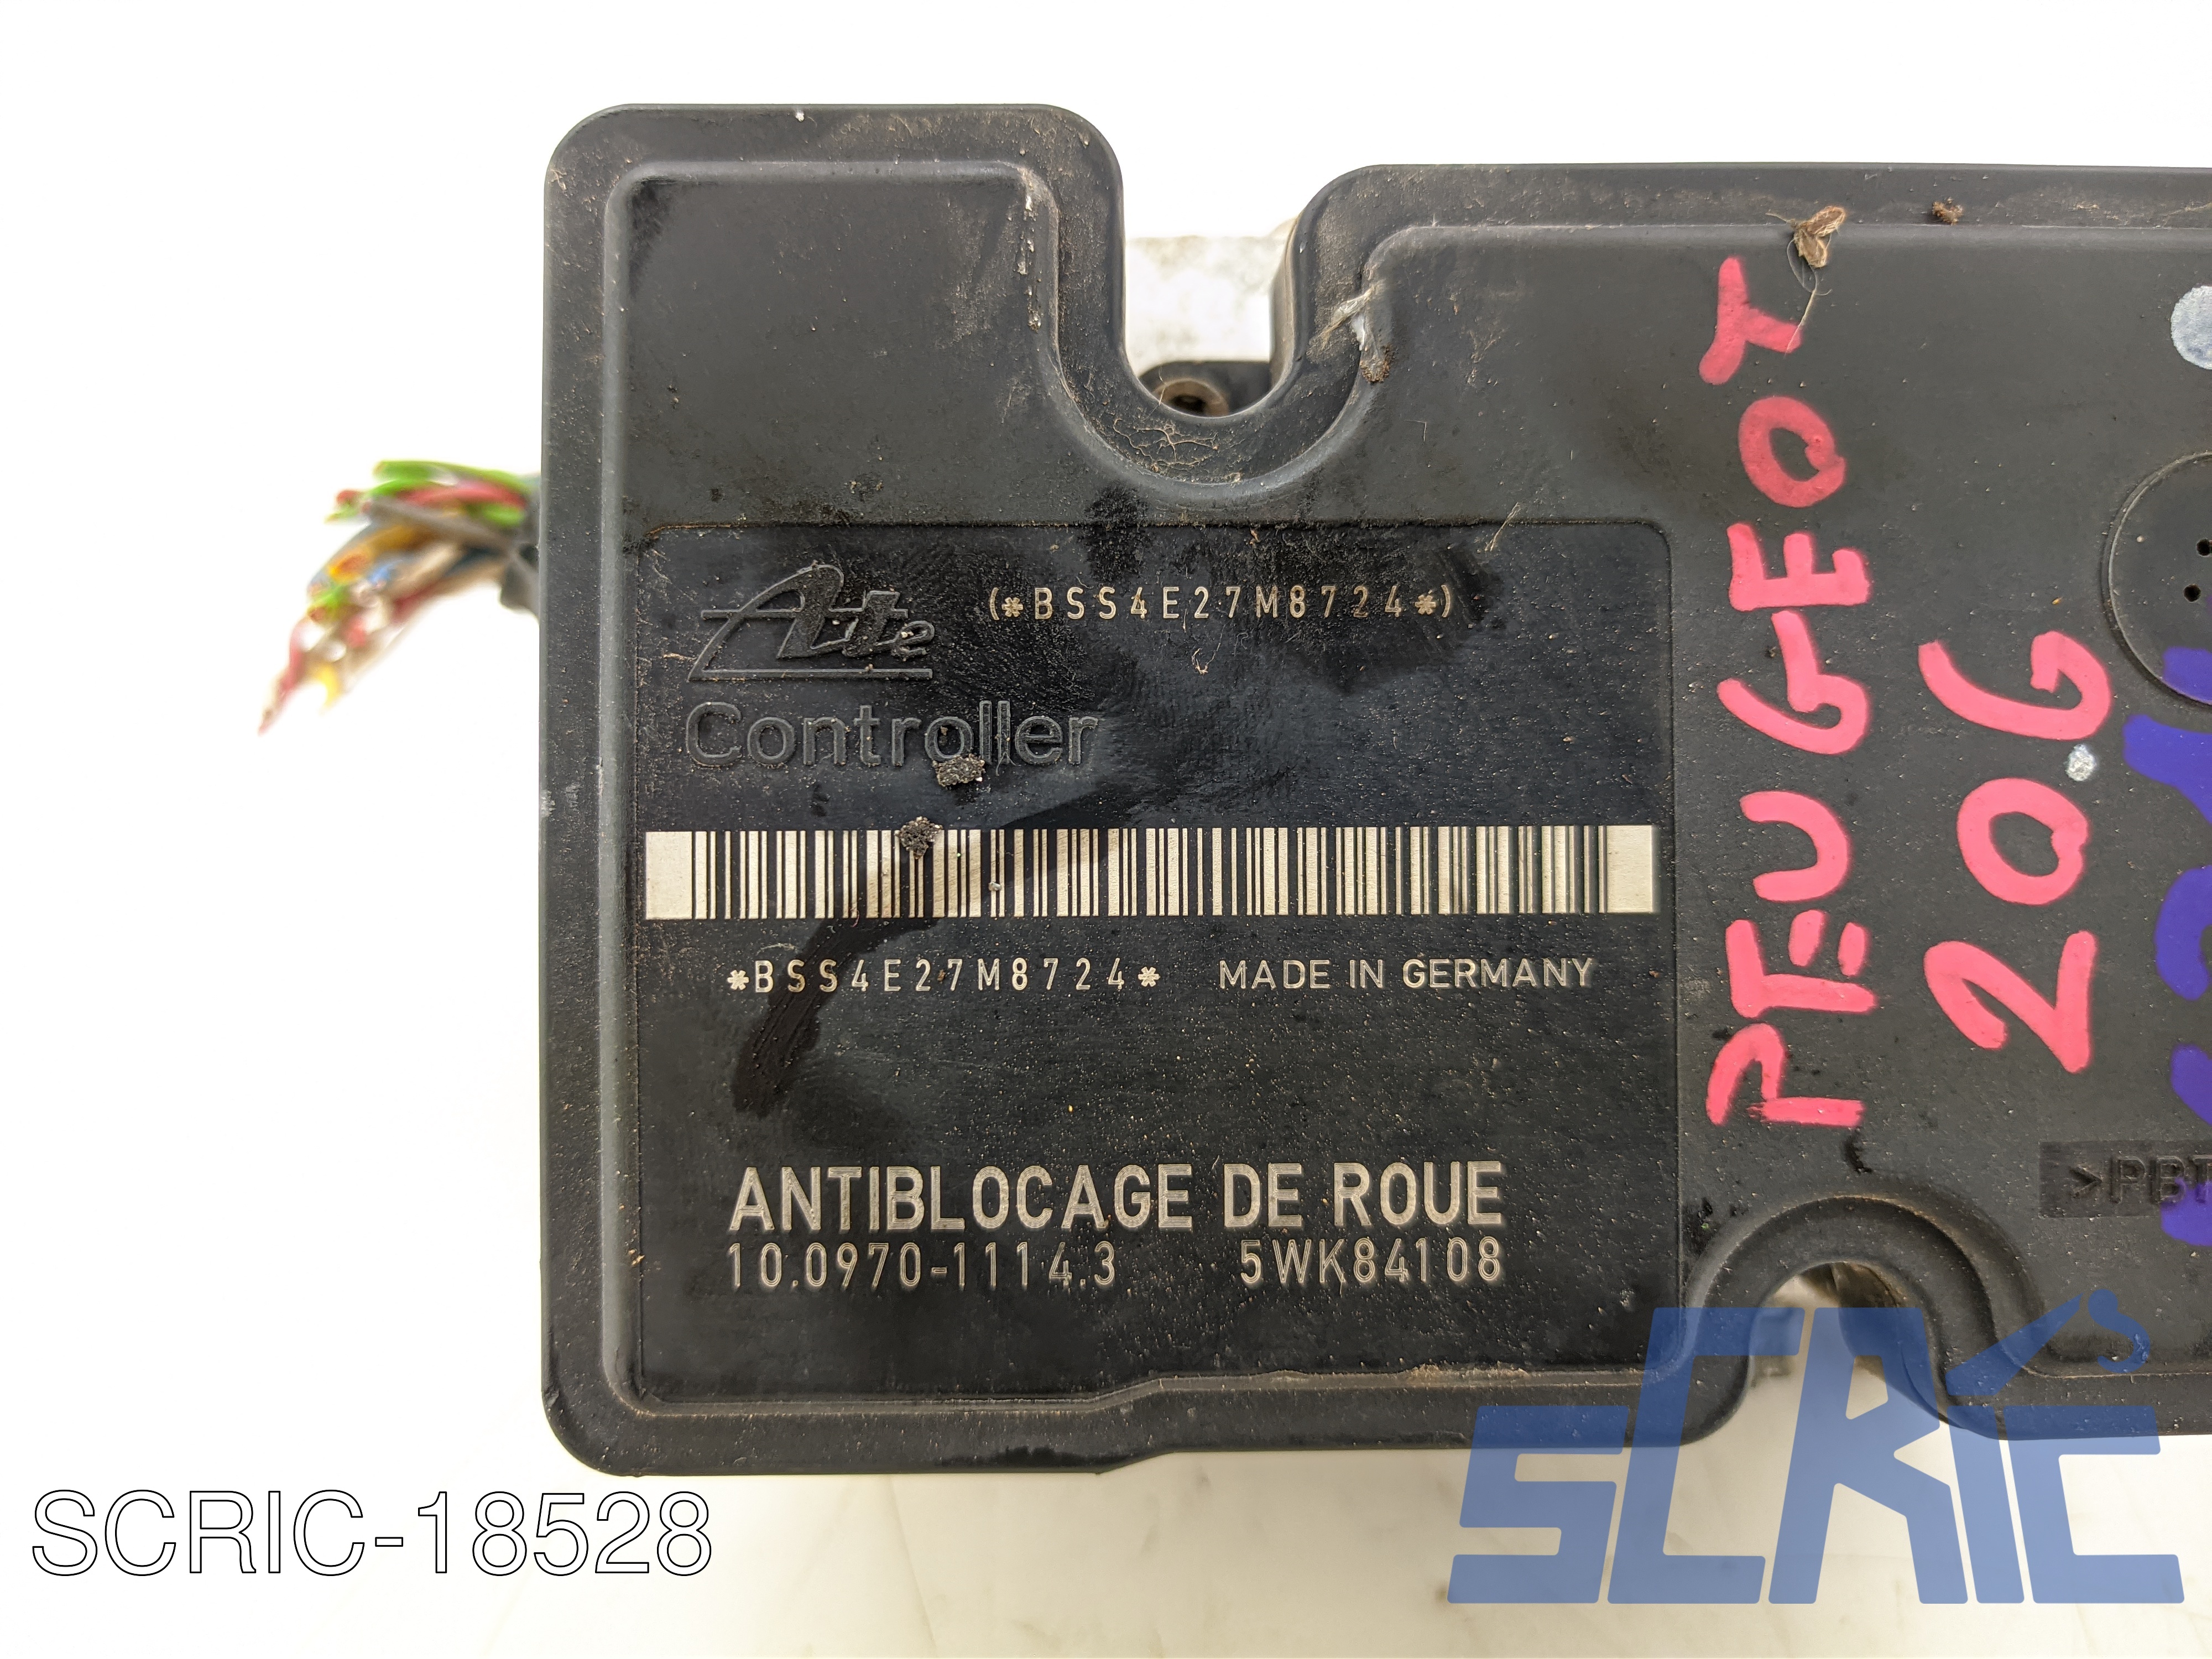 Ate (*BSS4E27M8724*)
Controller
*BSS4E27M8724* MADE IN GERMANY
ANTIBLOCAGE DE ROUE
10.0970-1114.3 5WK84108
PEUGEOT
206
>PBT
SCRIC-18528
SCRIC's